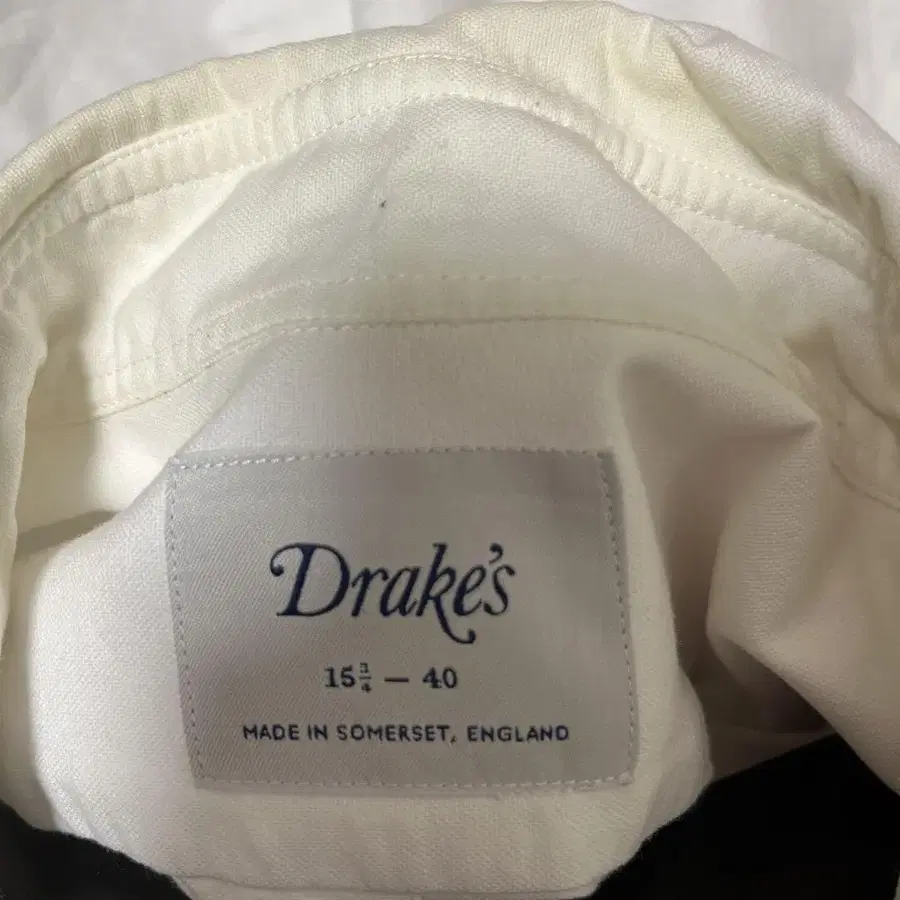 Drake's
15¾ — 40
MADE IN SOMERSET, ENGLAND